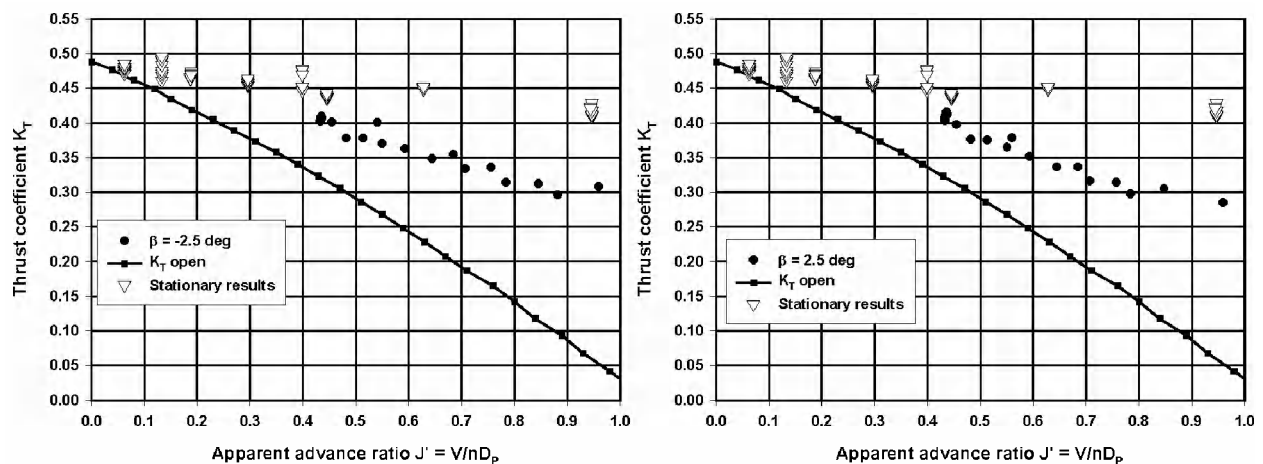 0.55 0.50 0.45 0.40 0.35 0.30 0.25 0.20 0.15 0.10 0.05 0.00
Thrust coefficient K_T
β = -2.5 deg
K_T open
Stationary results
0.0 0.1 0.2 0.3 0.4 0.5 0.6 0.7 0.8 0.9 1.0
Apparent advance ratio J' = V/nD_P
0.55 0.50 0.45 0.40 0.35 0.30 0.25 0.20 0.15 0.10 0.05 0.00
Thrust coefficient K_T
β = 2.5 deg
K_T open
Stationary results
0.0 0.1 0.2 0.3 0.4 0.5 0.6 0.7 0.8 0.9 1.0
Apparent advance ratio J' = V/nD_P